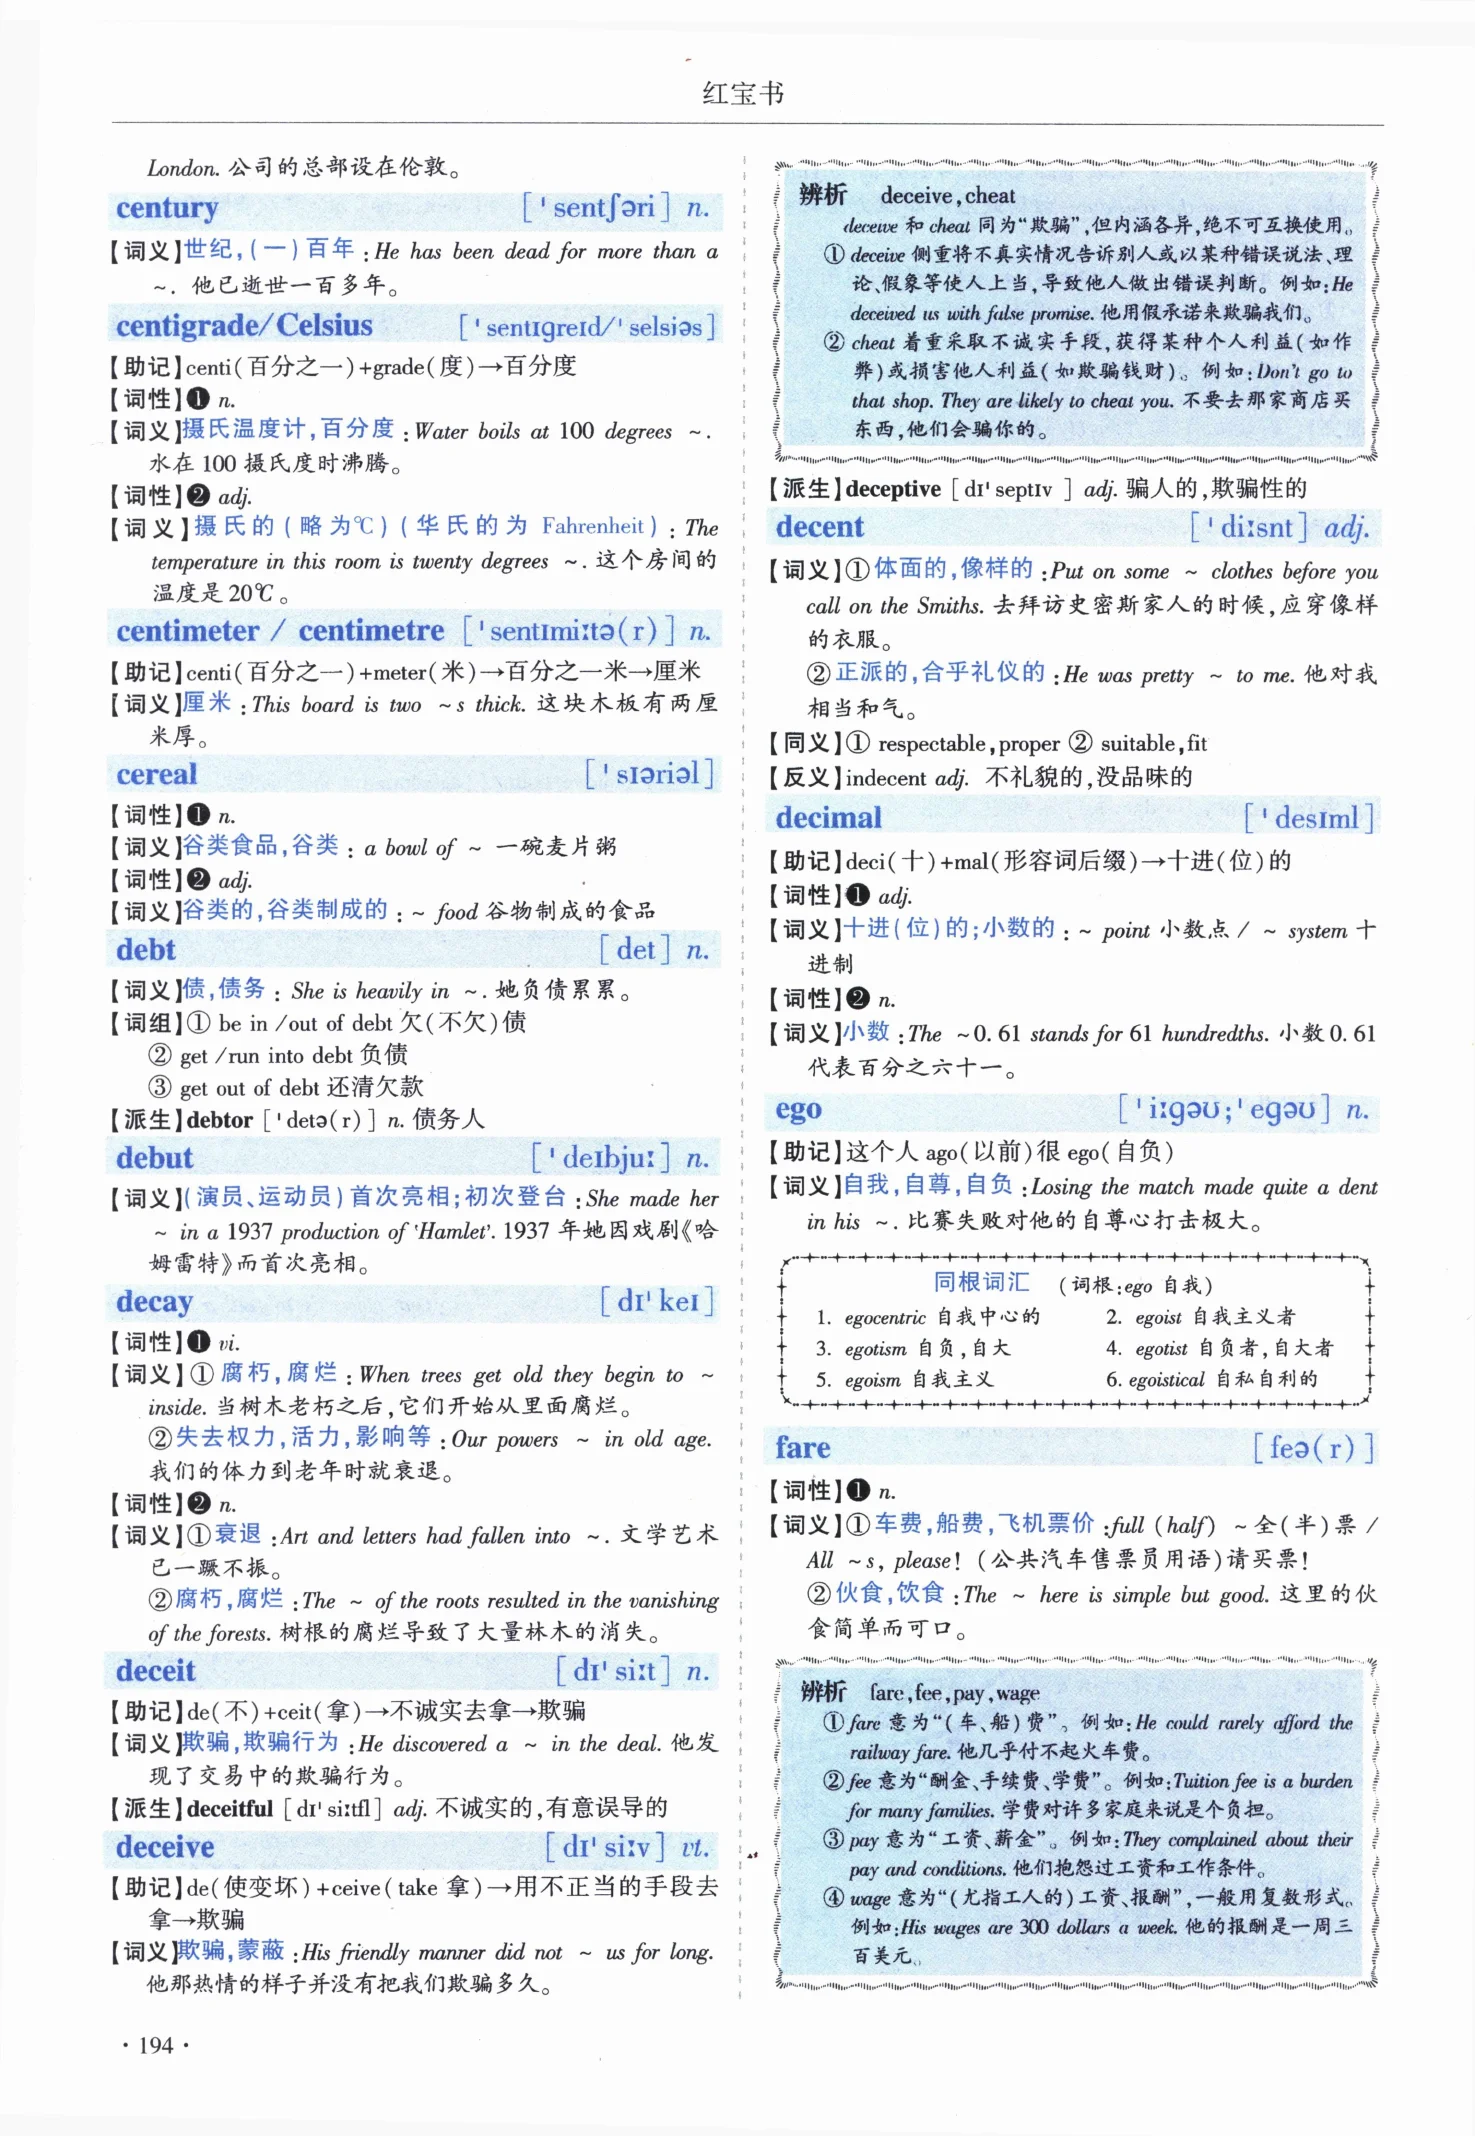 红宝书
London. 公司的总部设在伦敦。
century ['sentʃəri] n.
【词义】世纪,(一)百年:He has been dead for more than a
~. 他已逝世一百多年。
centigrade/Celsius ['sentɪgreɪd/'selsiəs]
【助记】centi(百分之一)+grade(度)→百分度
【词性】❶ n.
【词义】摄氏温度计,百分度:Water boils at 100 degrees ~.
水在 100 摄氏度时沸腾。
【词性】❷ adj.
【词义】摄氏的(略为℃)(华氏的为 Fahrenheit): The
temperature in this room is twenty degrees ~. 这个房间的
温度是 20℃。
centimeter / centimetre ['sentɪmiːtə(r)] n.
【助记】centi(百分之一)+meter(米)→百分之一米→厘米
【词义】厘米:This board is two ~s thick. 这块木板有两厘
米厚。
cereal ['sɪəriəl]
【词性】❶ n.
【词义】谷类食品,谷类: a bowl of ~ 一碗麦片粥
【词性】❷ adj.
【词义】谷类的,谷类制成的:~ food 谷物制成的食品
debt [det] n.
【词义】债,债务: She is heavily in ~. 她负债累累。
【词组】① be in /out of debt 欠(不欠)债
② get /run into debt 负债
③ get out of debt 还清欠款
【派生】debtor ['detə(r)] n. 债务人
debut ['deɪbjuː] n.
【词义】(演员、运动员)首次亮相;初次登台:She made her
~ in a 1937 production of 'Hamlet'. 1937 年她因戏剧《哈
姆雷特》而首次亮相。
decay [dɪ'keɪ]
【词性】❶ vi.
【词义】①腐朽,腐烂:When trees get old they begin to ~
inside. 当树木老朽之后,它们开始从里面腐烂。
②失去权力,活力,影响等:Our powers ~ in old age.
我们的体力到老年时就衰退。
【词性】❷ n.
【词义】①衰退:Art and letters had fallen into ~. 文学艺术
已一蹶不振。
②腐朽,腐烂:The ~ of the roots resulted in the vanishing
of the forests. 树根的腐烂导致了大量林木的消失。
deceit [dɪ'siːt] n.
【助记】de(不)+ceit(拿)→不诚实去拿→欺骗
【词义】欺骗,欺骗行为:He discovered a ~ in the deal. 他发
现了交易中的欺骗行为。
【派生】deceitful [dɪ'siːtfl] adj. 不诚实的,有意误导的
deceive [dɪ'siːv] vt.
【助记】de(使变坏)+ceive(take 拿)→用不正当的手段去
拿→欺骗
【词义】欺骗,蒙蔽:His friendly manner did not ~ us for long.
他那热情的样子并没有把我们欺骗多久。
辨析 deceive,cheat
deceive 和 cheat 同为“欺骗”,但内涵各异,绝不可互换使用。
① deceive 侧重将不真实情况告诉别人或以某种错误说法、理
论、假象等使人上当,导致他人做出错误判断。例如:He
deceived us with false promise. 他用假承诺来欺骗我们。
② cheat 着重采取不诚实手段,获得某种个人利益(如作
弊)或损害他人利益(如欺骗钱财)。例如:Don't go to
that shop. They are likely to cheat you. 不要去那家商店买
东西,他们会骗你的。
【派生】deceptive [dɪ'septɪv ] adj. 骗人的,欺骗性的
decent ['diːsnt] adj.
【词义】①体面的,像样的:Put on some ~ clothes before you
call on the Smiths. 去拜访史密斯家人的时候,应穿像样
的衣服。
②正派的,合乎礼仪的:He was pretty ~ to me. 他对我
相当和气。
【同义】① respectable,proper ② suitable,fit
【反义】indecent adj. 不礼貌的,没品味的
decimal ['desɪml]
【助记】deci(十)+mal(形容词后缀)→十进(位)的
【词性】❶ adj.
【词义】十进(位)的;小数的:~ point 小数点 / ~ system 十
进制
【词性】❷ n.
【词义】小数:The ~0.61 stands for 61 hundredths. 小数 0.61
代表百分之六十一。
ego ['iːgəʊ;'egəʊ] n.
【助记】这个人 ago(以前)很 ego(自负)
【词义】自我,自尊,自负:Losing the match made quite a dent
in his ~. 比赛失败对他的自尊心打击极大。
同根词汇 (词根:ego 自我)
1. egocentric 自我中心的 2. egoist 自我主义者
3. egotism 自负,自大 4. egotist 自负者,自大者
5. egoism 自我主义 6. egoistical 自私自利的
fare [feə(r)]
【词性】❶ n.
【词义】①车费,船费,飞机票价:full (half) ~全(半)票 /
All ~s, please! (公共汽车售票员用语)请买票!
②伙食,饮食:The ~ here is simple but good. 这里的伙
食简单而可口。
辨析 fare,fee,pay,wage
①fare 意为“(车、船)费”。例如:He could rarely afford the
railway fare. 他几乎付不起火车费。
②fee 意为“酬金、手续费、学费”。例如:Tuition fee is a burden
for many families. 学费对许多家庭来说是个负担。
③pay 意为“工资、薪金”。例如:They complained about their
pay and conditions. 他们抱怨过工资和工作条件。
④wage 意为“(尤指工人的)工资、报酬”,一般用复数形式。
例如:His wages are 300 dollars a week. 他的报酬是一周三
百美元。
· 194 ·